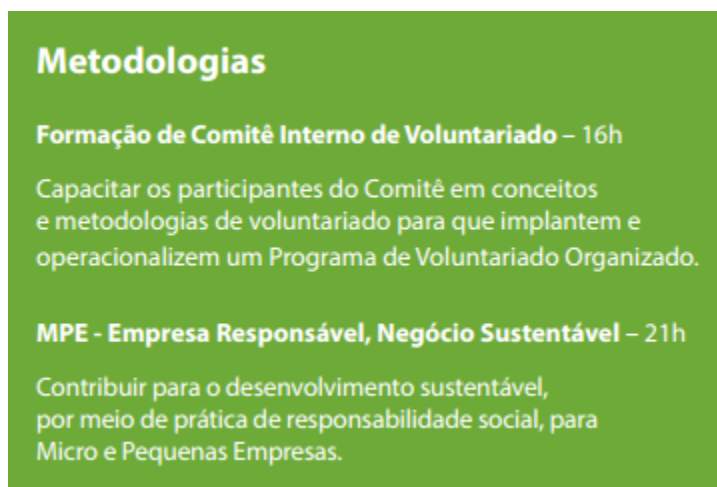 Metodologias
Formação de Comitê Interno de Voluntariado – 16h
Capacitar os participantes do Comitê em conceitos
e metodologias de voluntariado para que implantem e
operacionalizem um Programa de Voluntariado Organizado.
MPE - Empresa Responsável, Negócio Sustentável – 21h
Contribuir para o desenvolvimento sustentável,
por meio de prática de responsabilidade social, para
Micro e Pequenas Empresas.